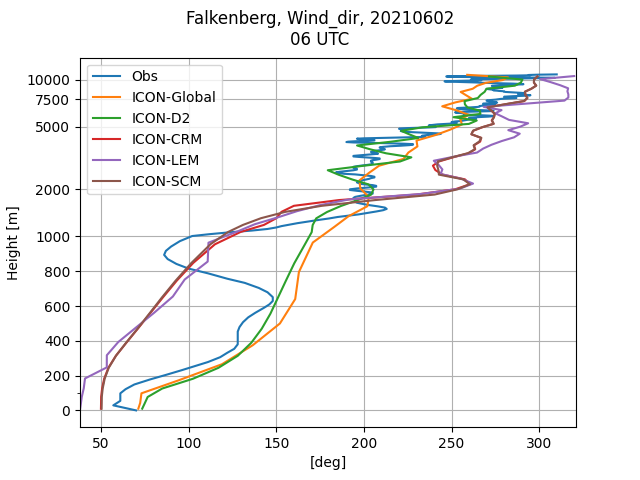 Falkenberg, Wind_dir, 20210602
06 UTC
Obs
ICON-Global
ICON-D2
ICON-CRM
ICON-LEM
ICON-SCM
Height [m]
10000
7500
5000
2000
1000
800
600
400
200
0
50
100
150
200
250
300
[deg]